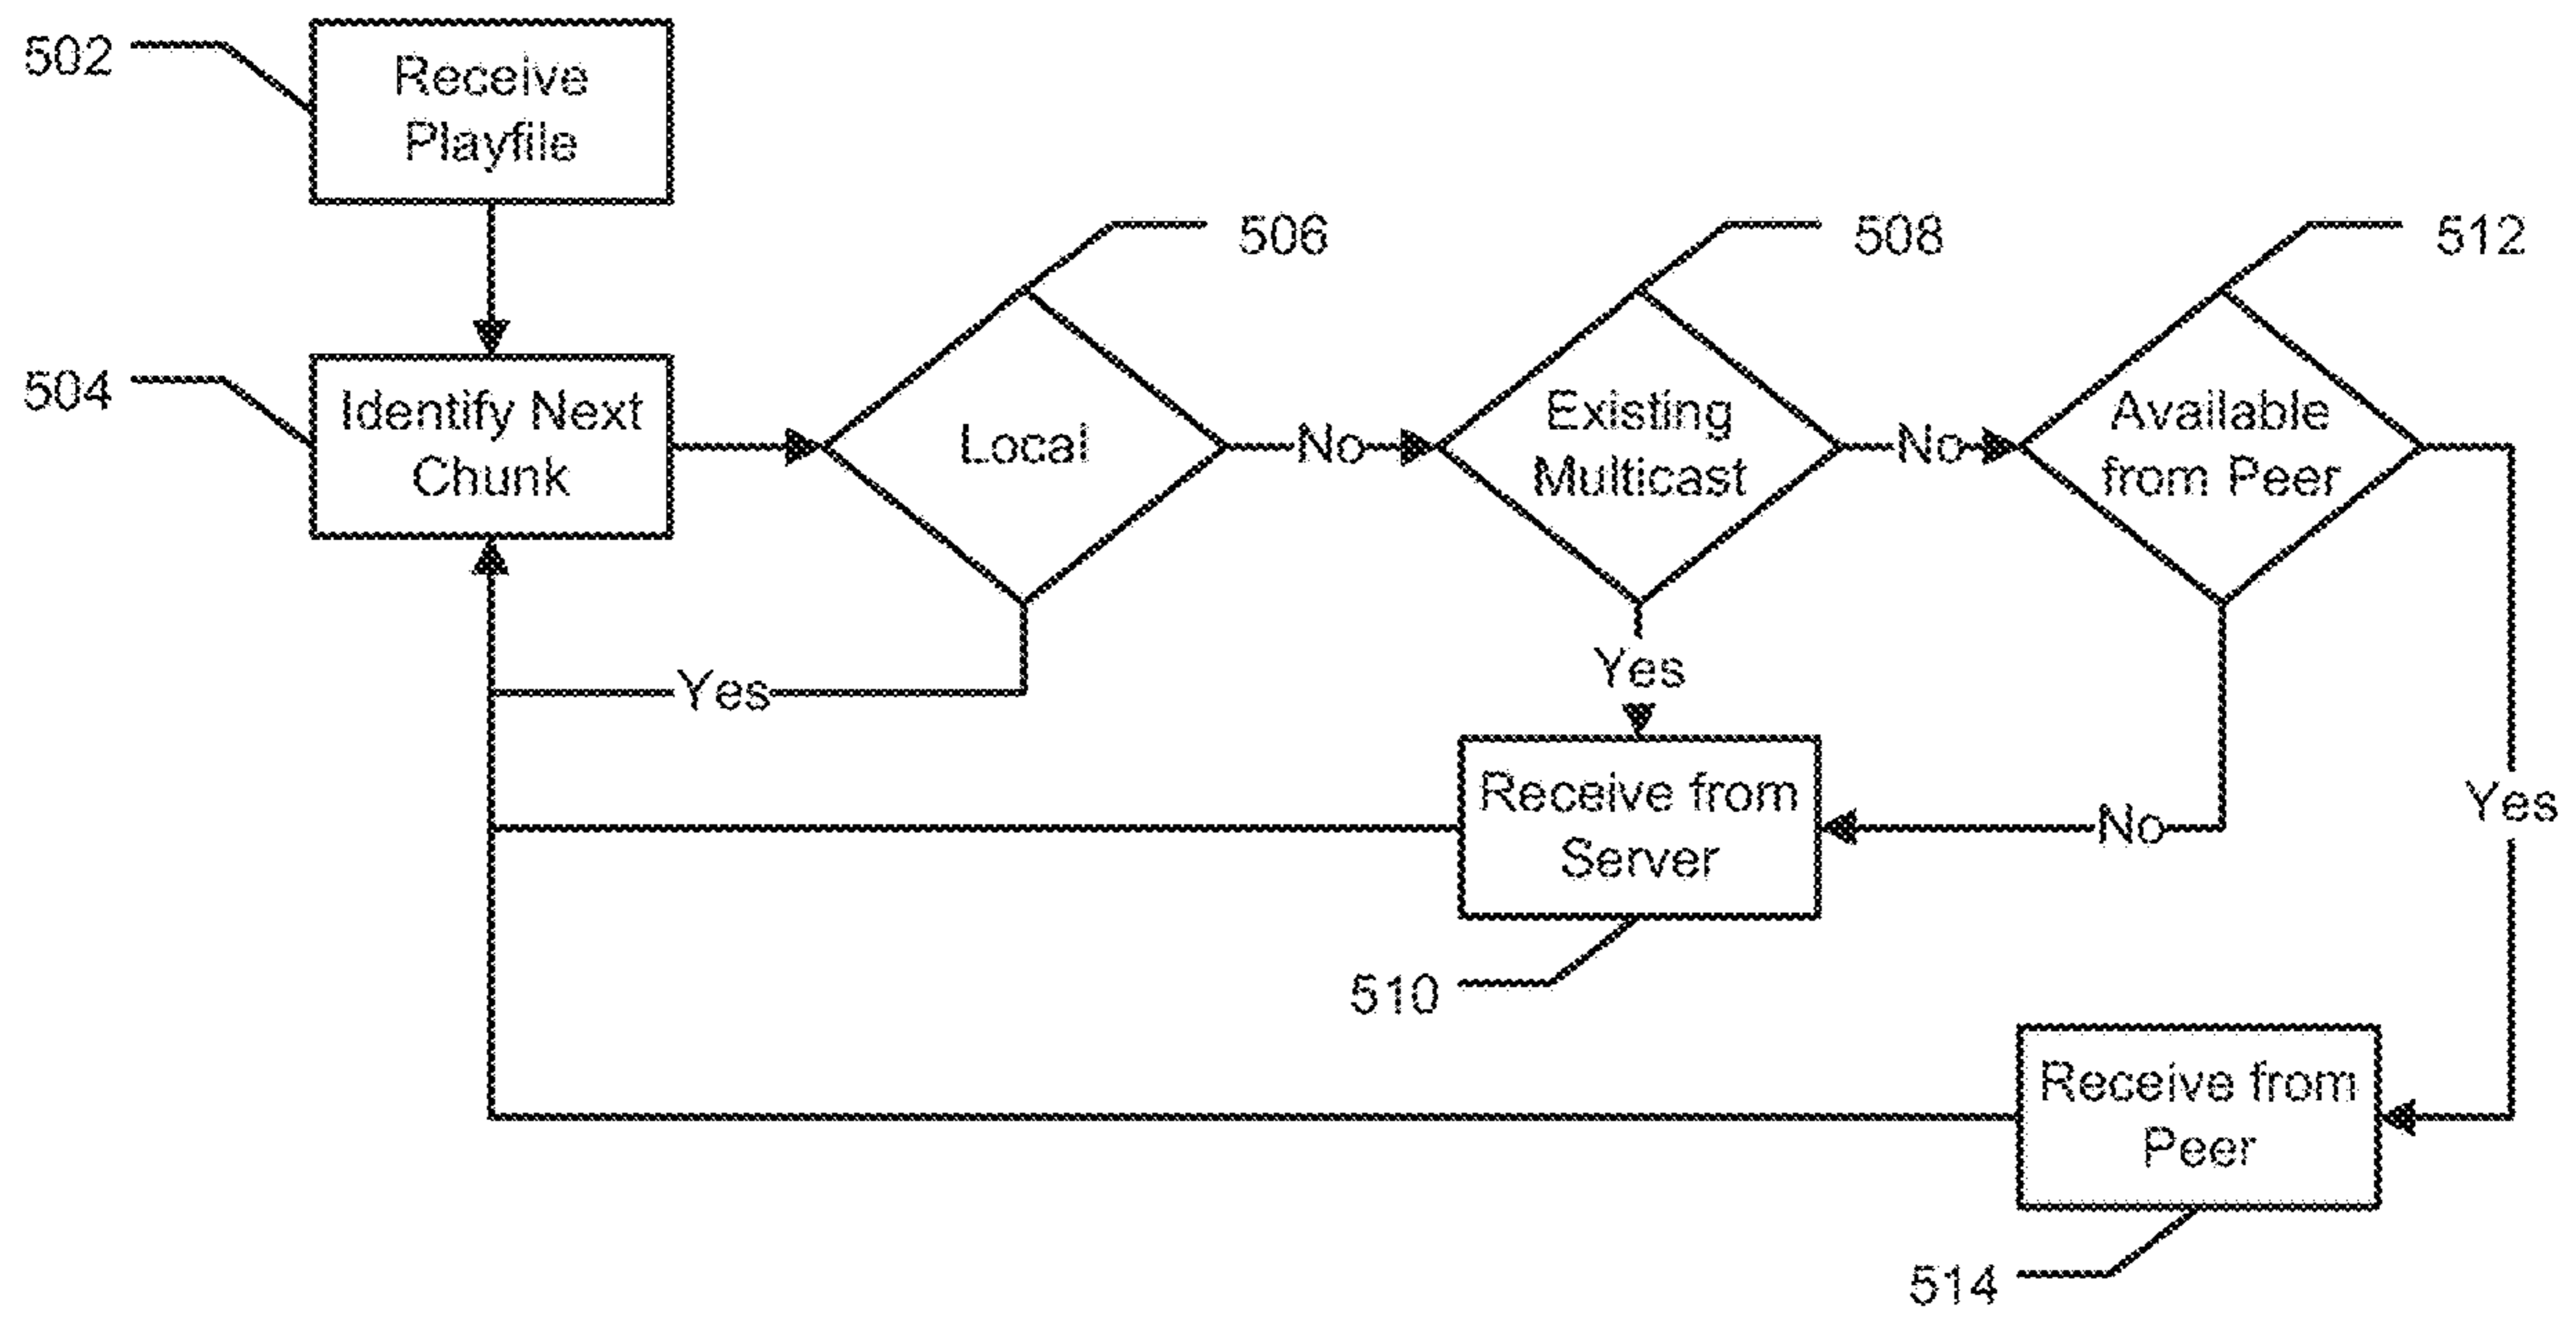 502
Receive
Playfile
506
508
512
504
Identify Next
Chunk
Local
No
Existing
Multicast
No
Available
from Peer
Yes
Yes
Receive from
Server
No
Yes
510
Receive from
Peer
514